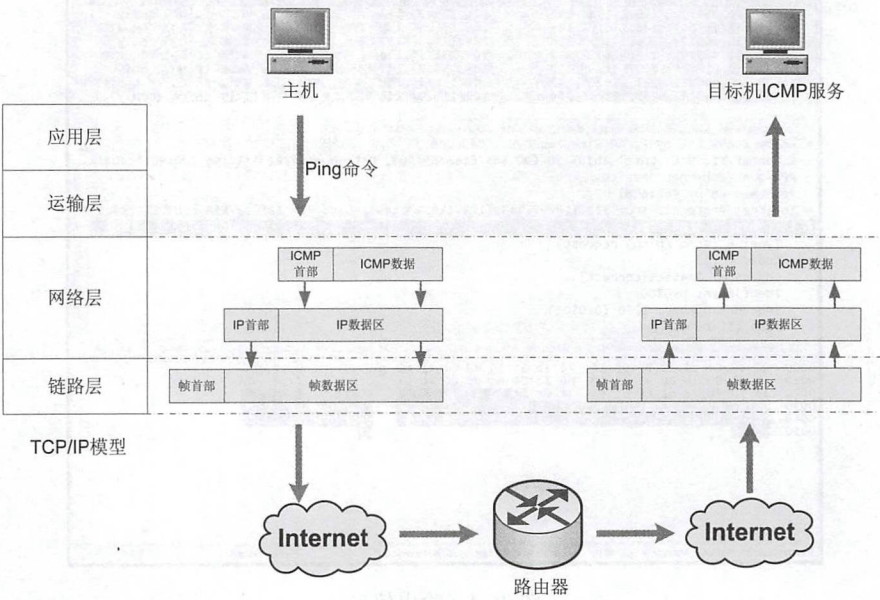 主机
目标机ICMP服务
应用层
Ping命令
运输层
网络层
ICMP
首部
ICMP数据
ICMP
首部
ICMP数据
IP首部
IP数据区
IP首部
IP数据区
链路层
帧首部
帧数据区
帧首部
帧数据区
TCP/IP模型
Internet
Internet
路由器